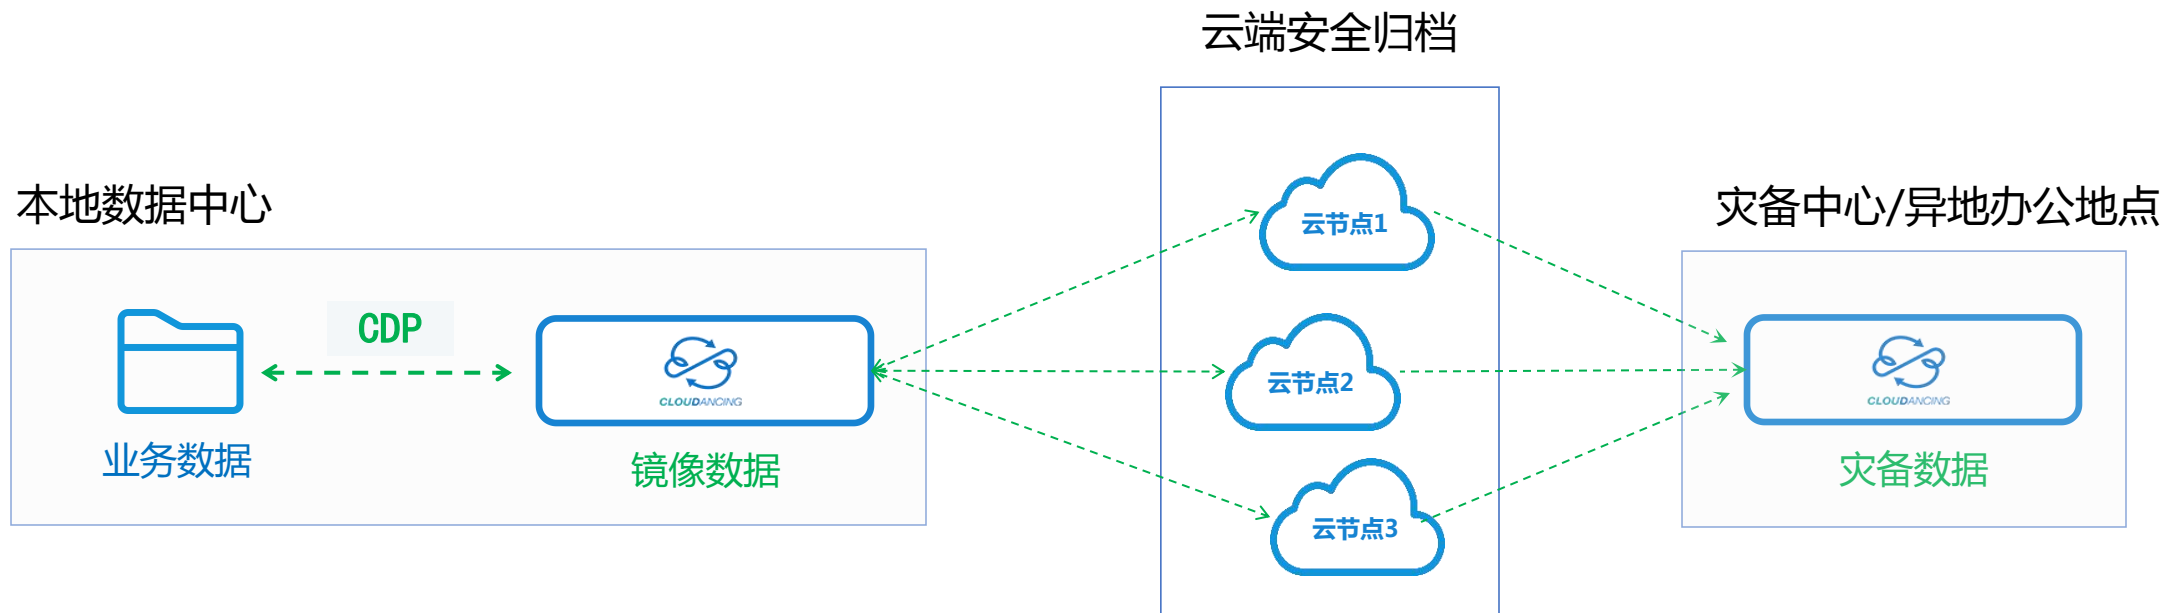 云端安全归档
本地数据中心
灾备中心/异地办公地点
云节点1
CDP
CLOUDANCING
云节点2
CLOUDANCING
业务数据
镜像数据
灾备数据
云节点3